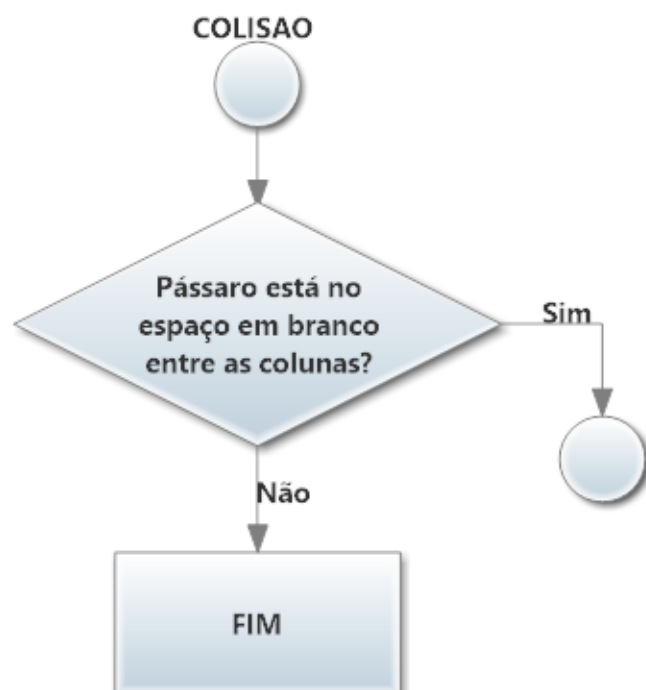 COLISAO
Pássaro está no
espaço em branco
entre as colunas?
Sim
Não
FIM